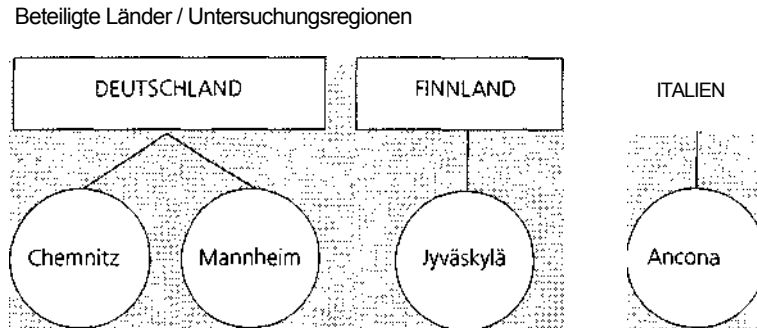 Beteiligte Länder / Untersuchungsregionen
DEUTSCHLAND FINNLAND ITALIEN
Chemnitz Mannheim Jyväskylä Ancona